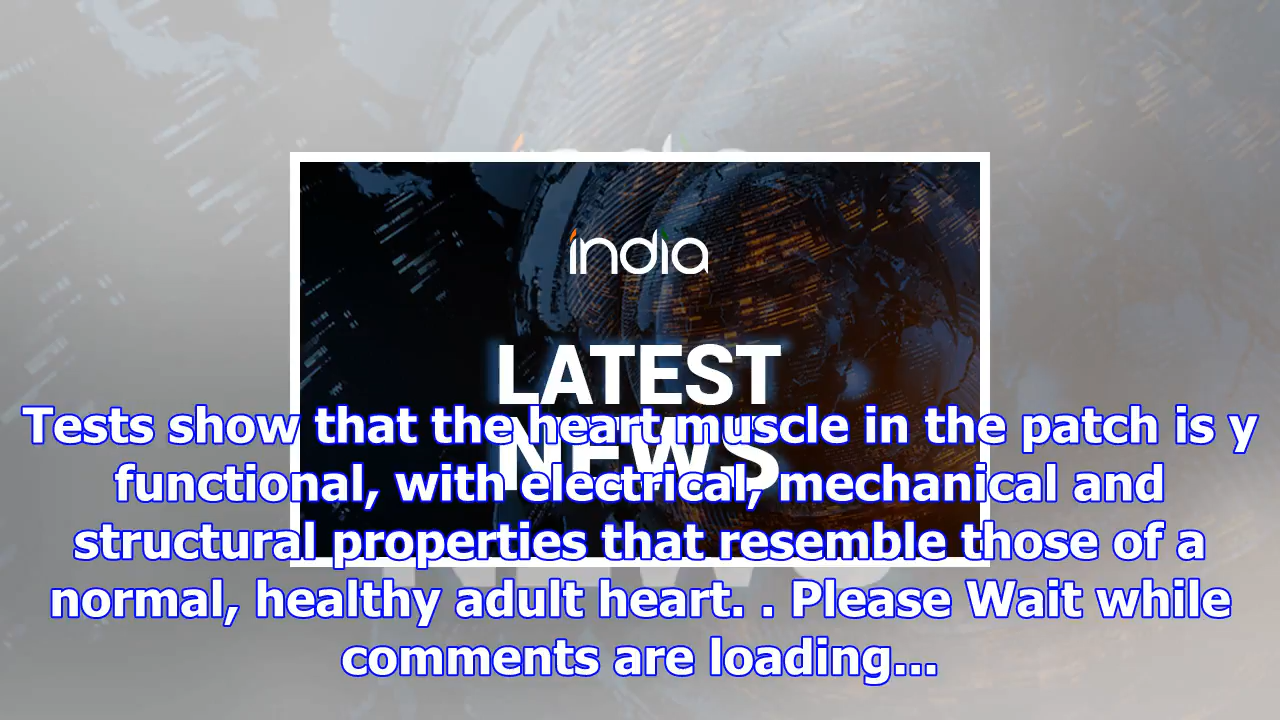 india
LATEST
NEWS
Tests show that the heart muscle in the patch is y
functional, with electrical, mechanical and
structural properties that resemble those of a
normal, healthy adult heart. . Please Wait while
comments are loading...